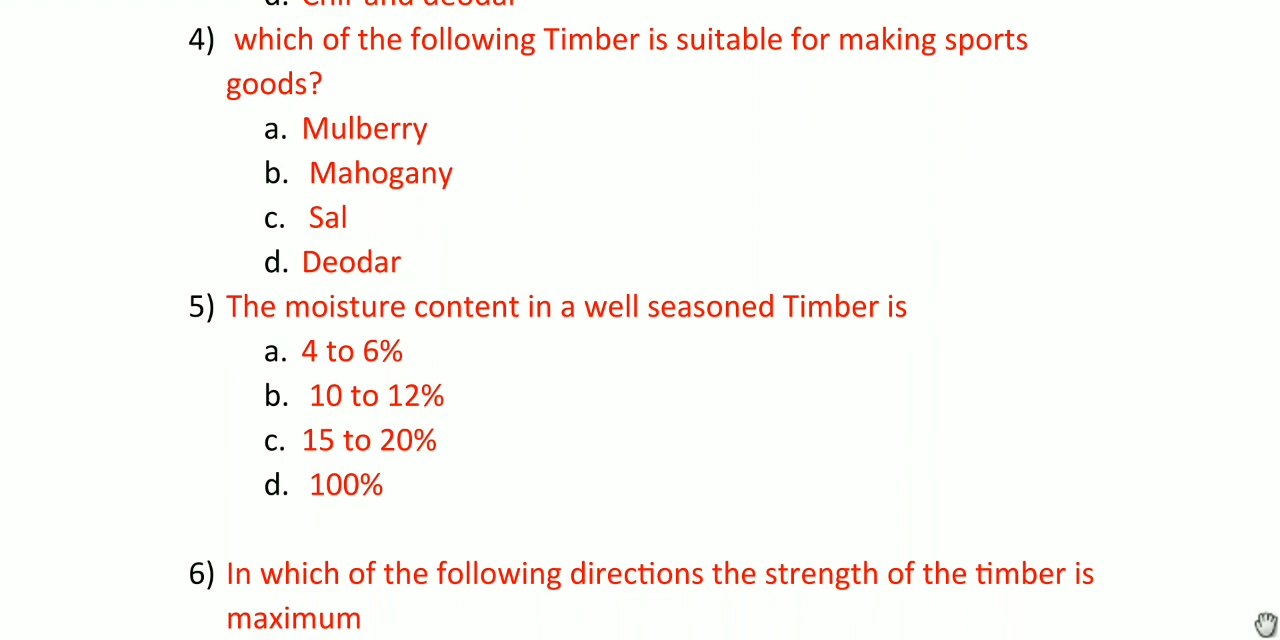 d. Chir and deodar
4) which of the following Timber is suitable for making sports
goods?
a. Mulberry
b. Mahogany
c. Sal
d. Deodar
5) The moisture content in a well seasoned Timber is
a. 4 to 6%
b. 10 to 12%
c. 15 to 20%
d. 100%
6) In which of the following directions the strength of the timber is
maximum